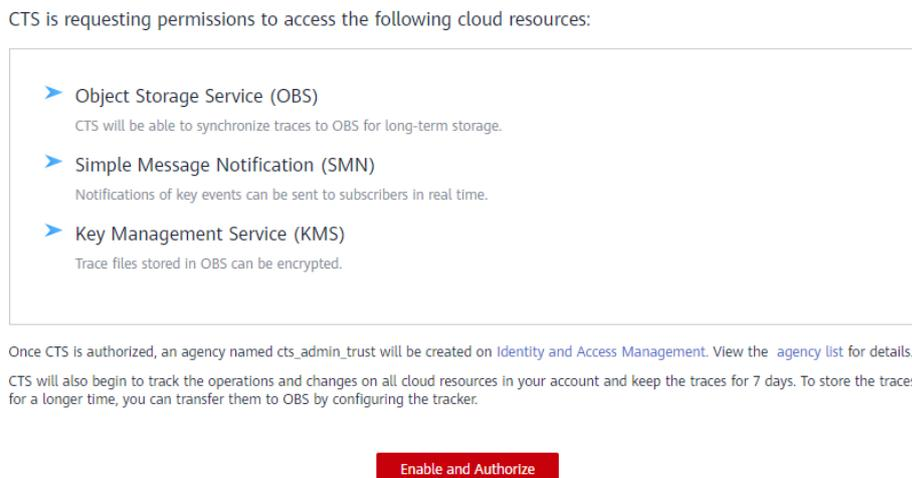 CTS is requesting permissions to access the following cloud resources:
Object Storage Service (OBS)
CTS will be able to synchronize traces to OBS for long-term storage.
Simple Message Notification (SMN)
Notifications of key events can be sent to subscribers in real time.
Key Management Service (KMS)
Trace files stored in OBS can be encrypted.
Once CTS is authorized, an agency named cts_admin_trust will be created on Identity and Access Management. View the agency list for details.
CTS will also begin to track the operations and changes on all cloud resources in your account and keep the traces for 7 days. To store the traces
for a longer time, you can transfer them to OBS by configuring the tracker.
Enable and Authorize